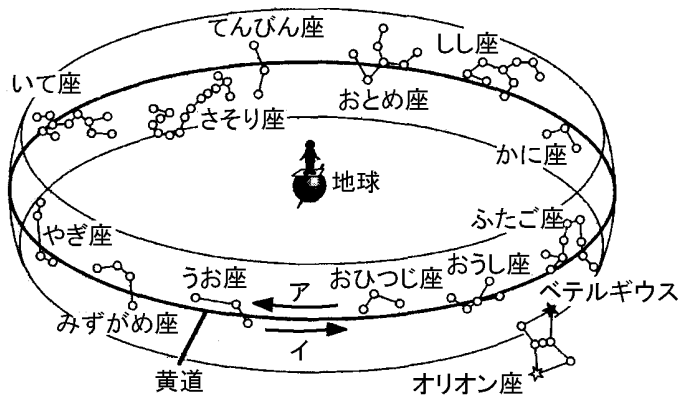 てんびん座
しし座
いて座
おとめ座
さそり座
かに座
地球
ふたご座
やぎ座
うお座
ア
おひつじ座
おうし座
みずがめ座
イ
ベテルギウス
黄道
オリオン座